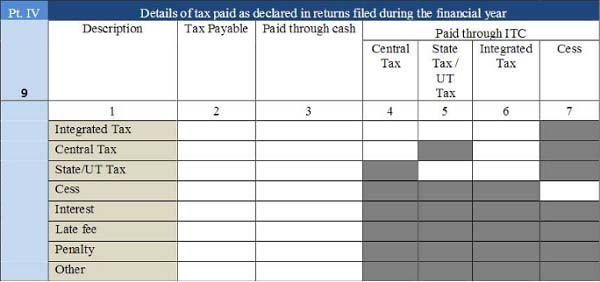 Pt. IV Details of tax paid as declared in returns filed during the financial year
9 Description Tax Payable Paid through cash Paid through ITC
Central Tax State Tax / UT Tax Integrated Tax Cess
1 2 3 4 5 6 7
Integrated Tax
Central Tax
State/UT Tax
Cess
Interest
Late fee
Penalty
Other